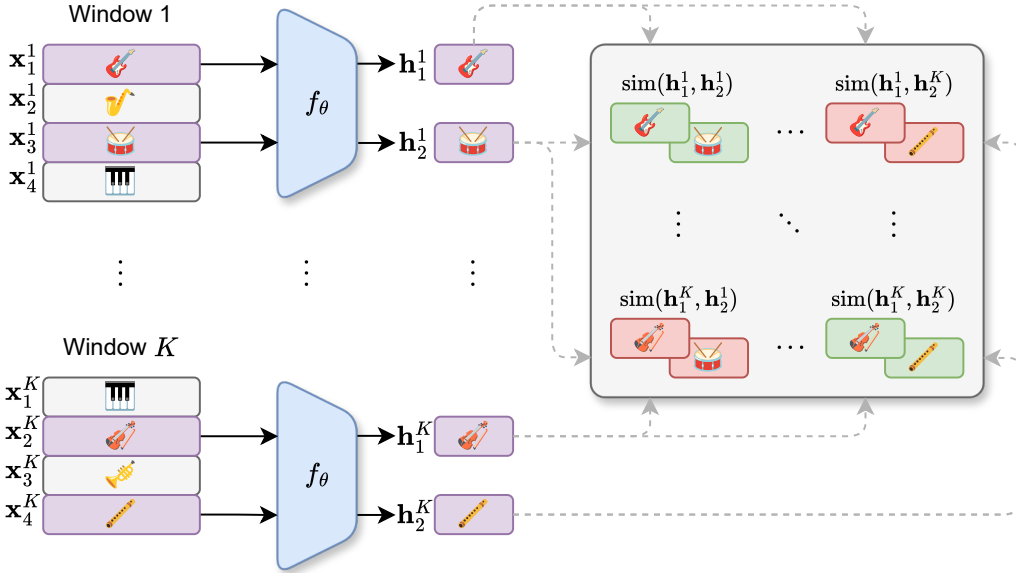 Window 1
x_1^1
x_2^1
x_3^1
x_4^1
f_θ
h_1^1
h_2^1
sim(h_1^1, h_2^1)
...
sim(h_1^1, h_2^K)
⋮ ⋮ ⋮
⋮ ⋱ ⋮
sim(h_1^K, h_2^1)
...
sim(h_1^K, h_2^K)
Window K
x_1^K
x_2^K
x_3^K
x_4^K
f_θ
h_1^K
h_2^K